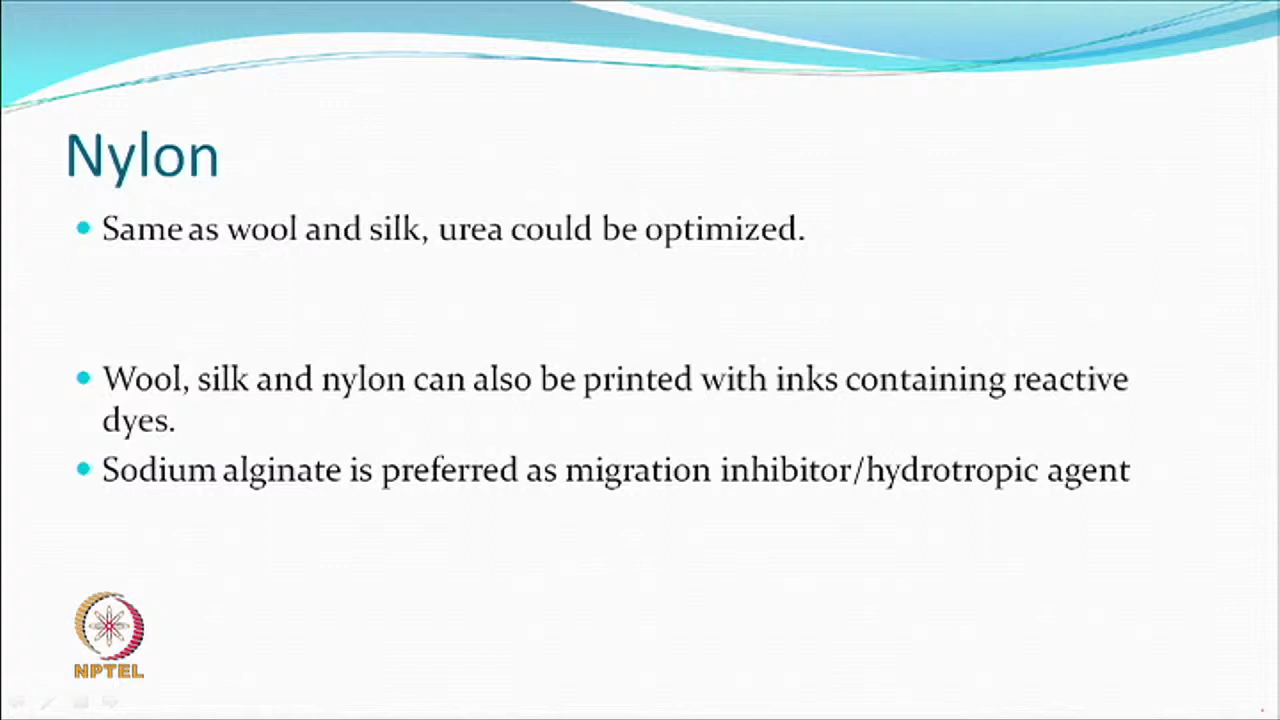 Nylon
Same as wool and silk, urea could be optimized.
Wool, silk and nylon can also be printed with inks containing reactive
dyes.
Sodium alginate is preferred as migration inhibitor/hydrotropic agent
NPTEL